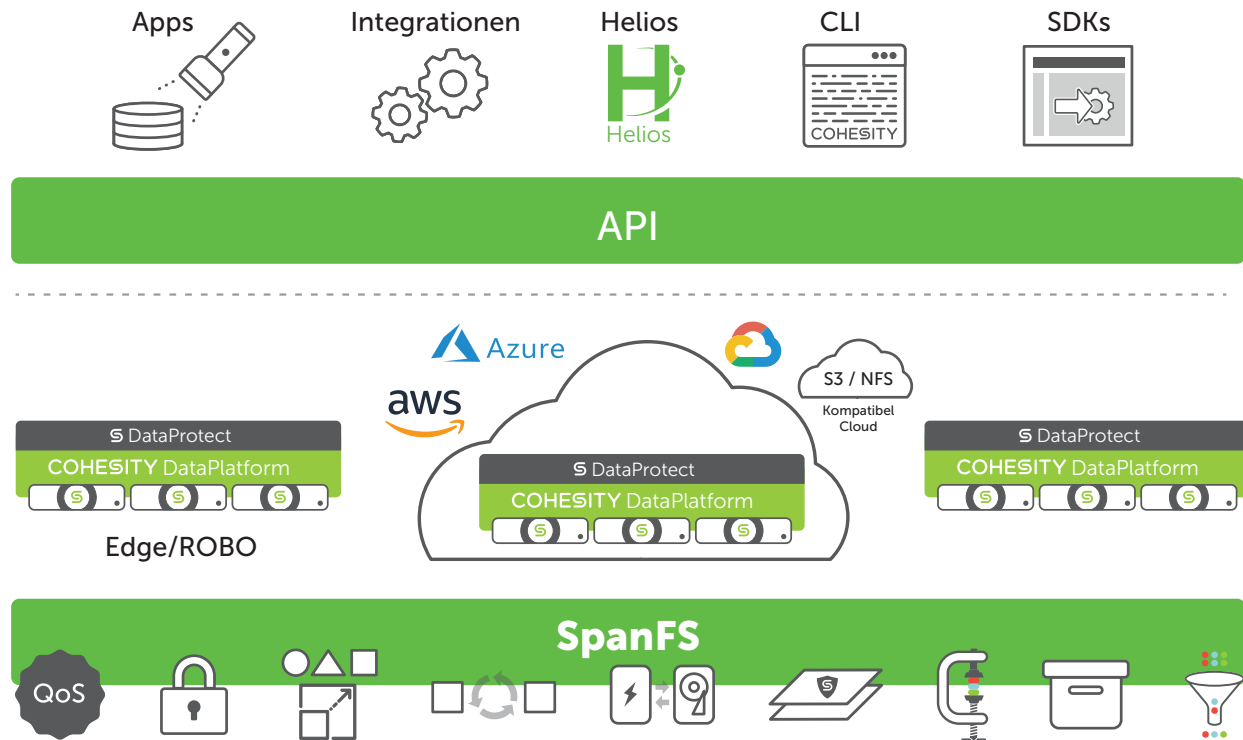 Apps
Integrationen
Helios
CLI
SDKs
Helios
COHESITY
API
Azure
aws
S3 / NFS
Kompatibel
Cloud
DataProtect
COHESITY DataPlatform
DataProtect
COHESITY DataPlatform
DataProtect
COHESITY DataPlatform
Edge/ROBO
SpanFS
QoS